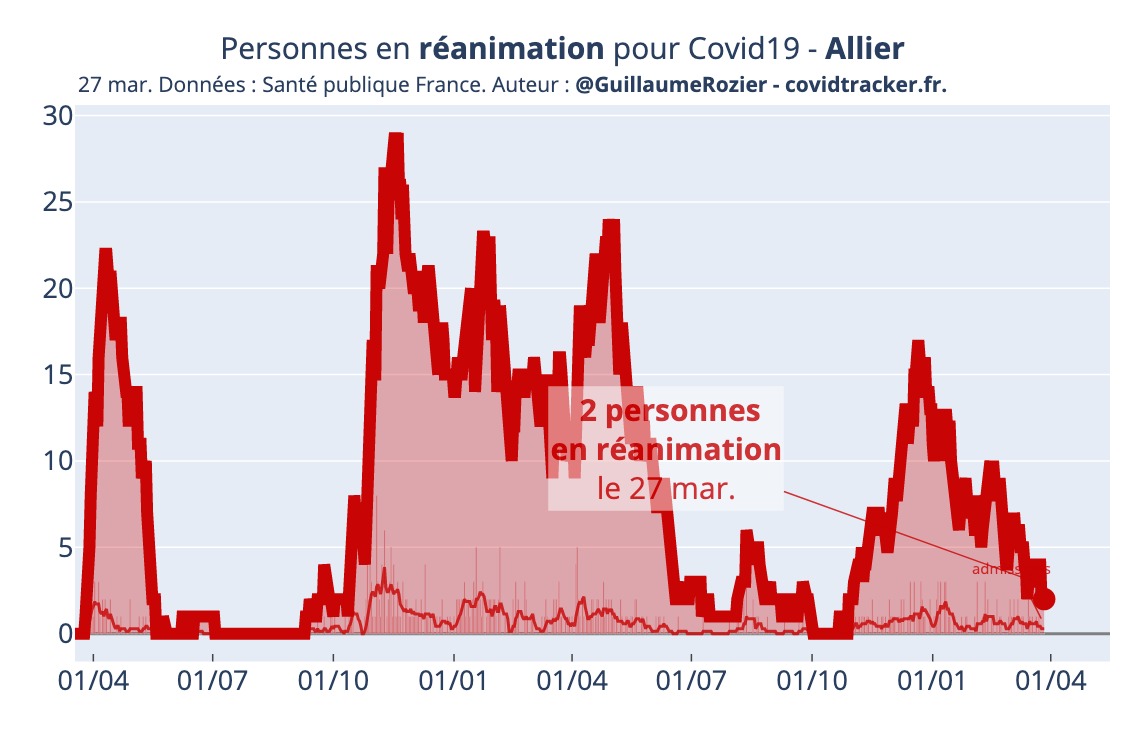 Personnes en réanimation pour Covid19 - Allier
27 mar. Données : Santé publique France. Auteur : @GuillaumeRozier - covidtracker.fr.
30
25
20
15
10
5
0
2 personnes
en réanimation
le 27 mar.
01/04 01/07 01/10 01/01 01/04 01/07 01/10 01/01 01/04